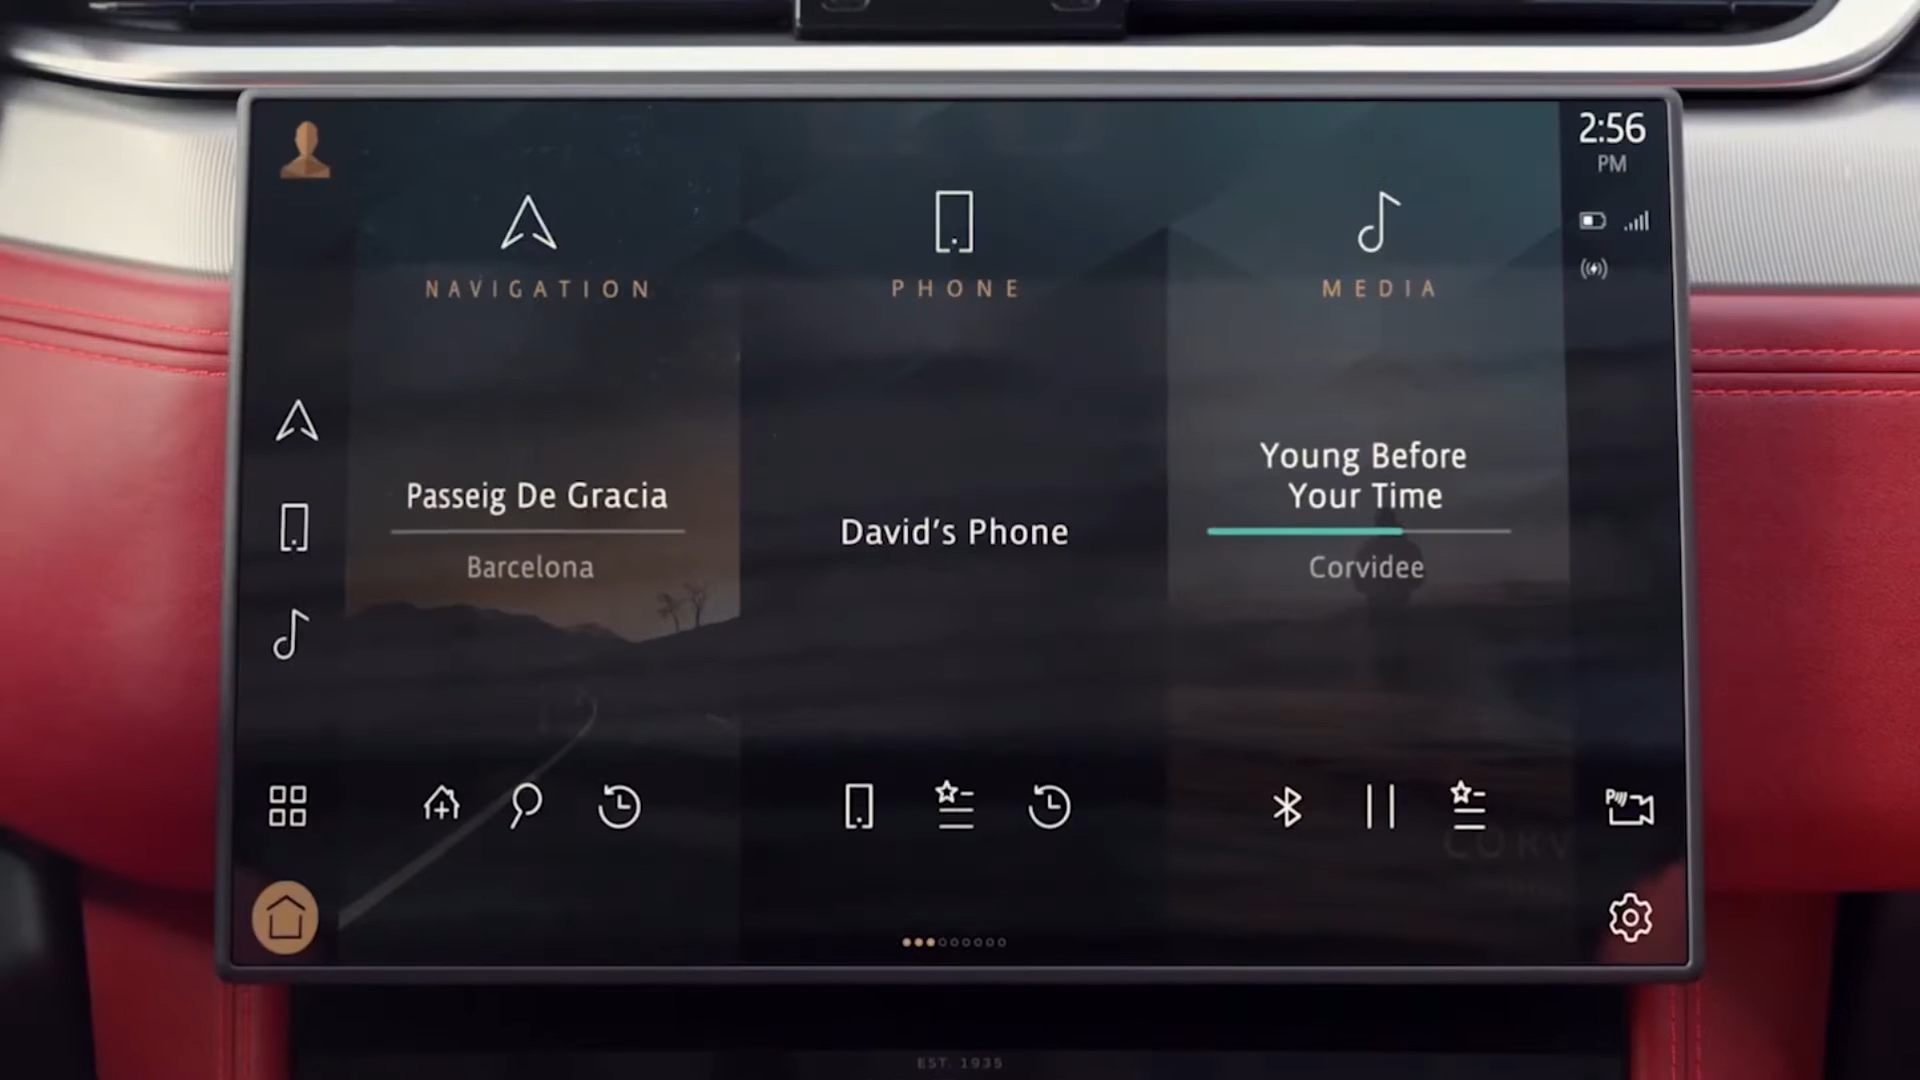 2:56
PM
NAVIGATION
PHONE
MEDIA
Passeig De Gracia
Barcelona
David's Phone
Young Before
Your Time
Corvidee
P
CORV
EST. 1935